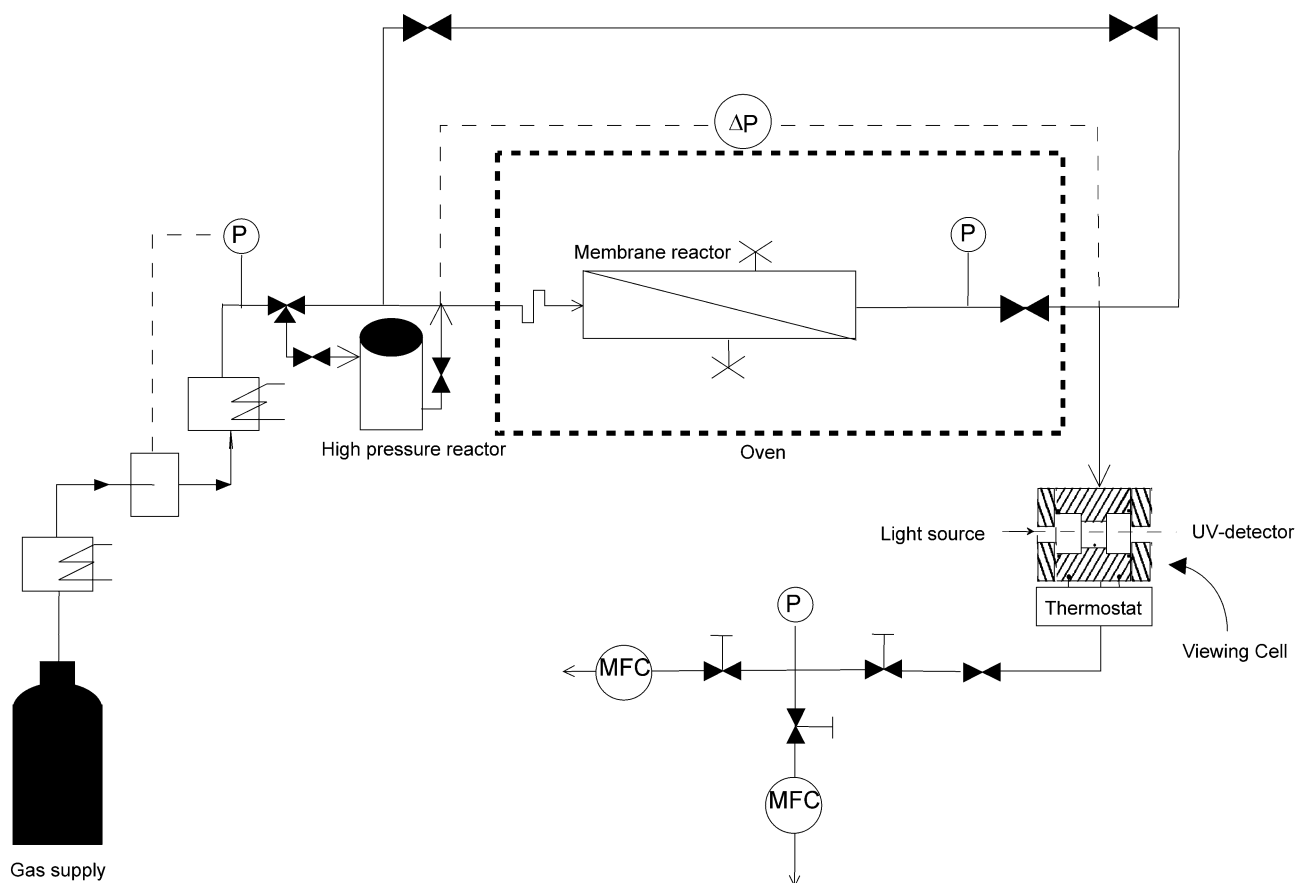 ΔP
P
Membrane reactor
P
High pressure reactor
Oven
Light source
UV-detector
P
Thermostat
Viewing Cell
MFC
MFC
Gas supply